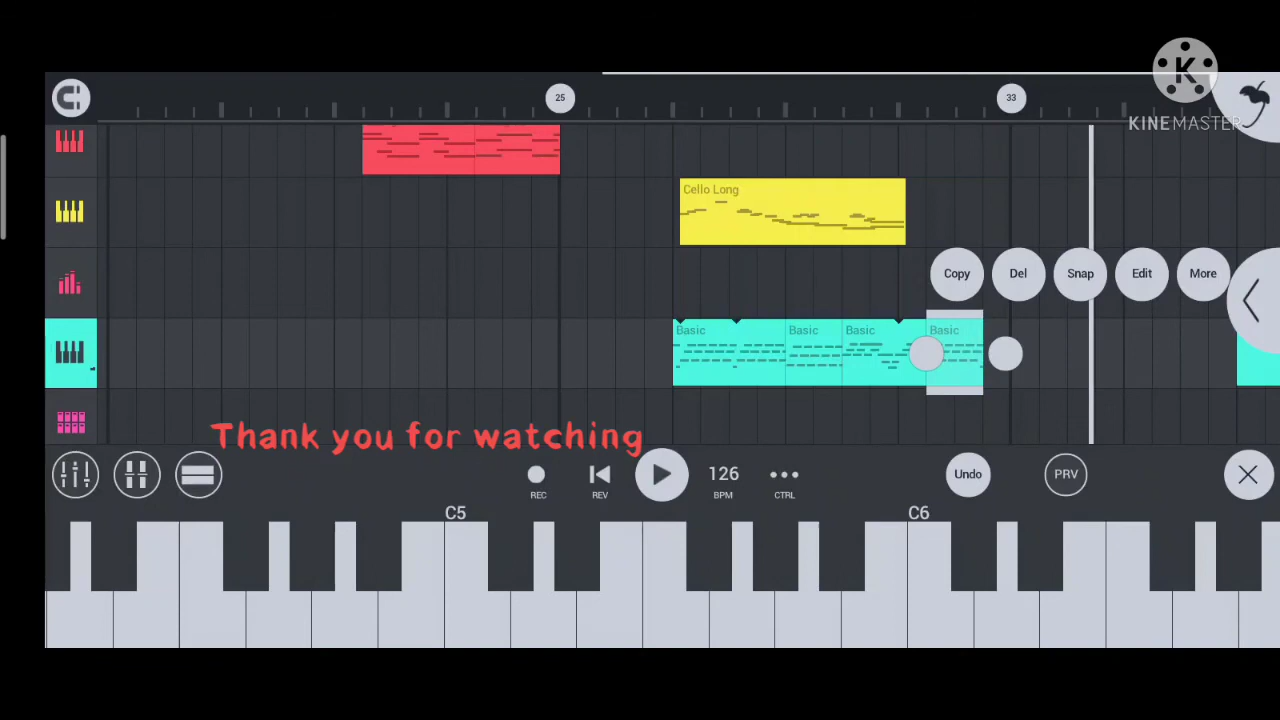 25
33
KINEMASTER
Cello Long
Copy
Del
Snap
Edit
More
Basic
Basic
Basic
Basic
Thank you for watching
126
Undo
PRV
REC
REV
BPM
CTRL
C5
C6